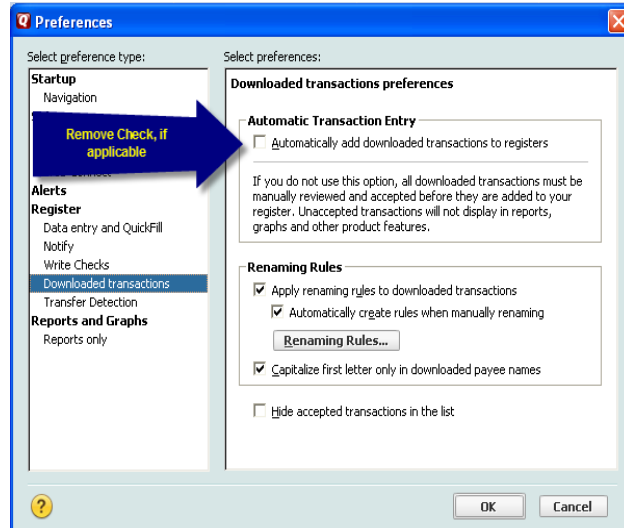 Preferences
Select preference type:
Select preferences:
Startup
Navigation
Remove Check, if
applicable
Alerts
Register
Data entry and QuickFill
Notify
Write Checks
Downloaded transactions
Transfer Detection
Reports and Graphs
Reports only
Downloaded transactions preferences
Automatic Transaction Entry
Automatically add downloaded transactions to registers
If you do not use this option, all downloaded transactions must be
manually reviewed and accepted before they are added to your
register. Unaccepted transactions will not display in reports,
graphs and other product features.
Renaming Rules
Apply renaming rules to downloaded transactions
Automatically create rules when manually renaming
Renaming Rules...
Capitalize first letter only in downloaded payee names
Hide accepted transactions in the list
?
OK
Cancel